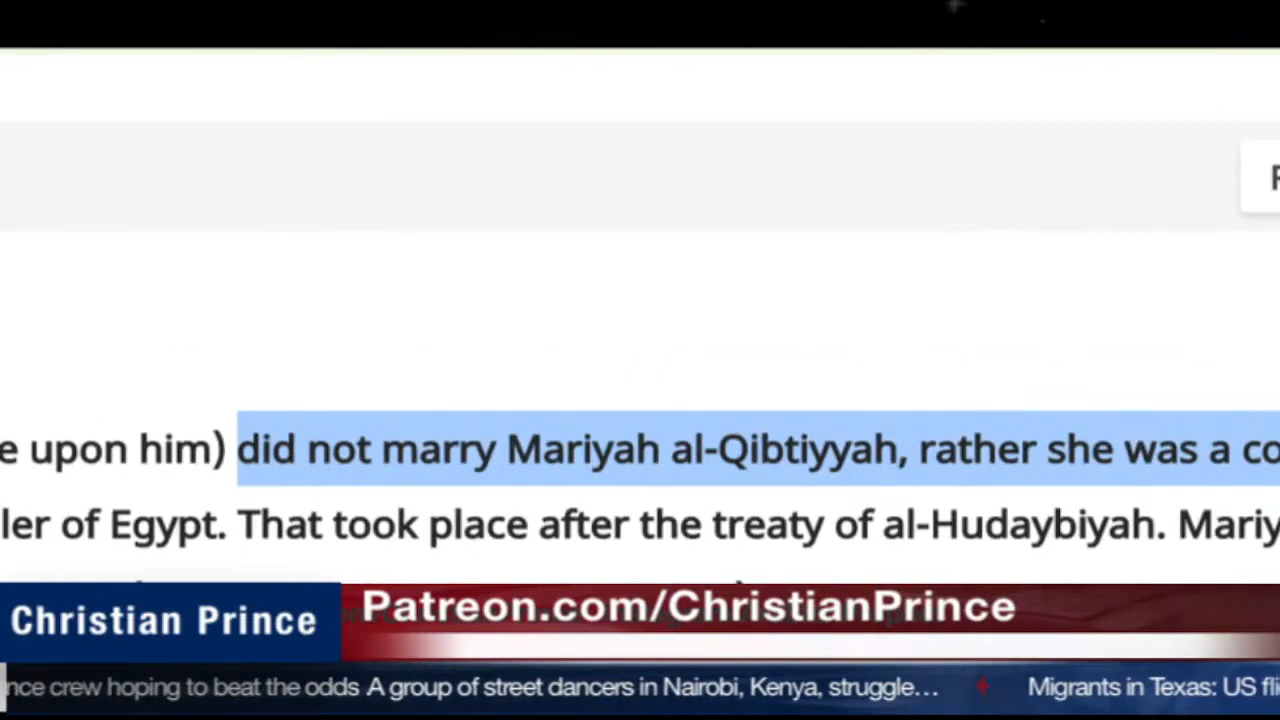 e upon him) did not marry Mariyah al-Qibtiyyah, rather she was a co
ler of Egypt. That took place after the treaty of al-Hudaybiyah. Mariy
Christian Prince
Patreon.com/ChristianPrince
nce crew hoping to beat the odds A group of street dancers in Nairobi, Kenya, struggle... Migrants in Texas: US fli